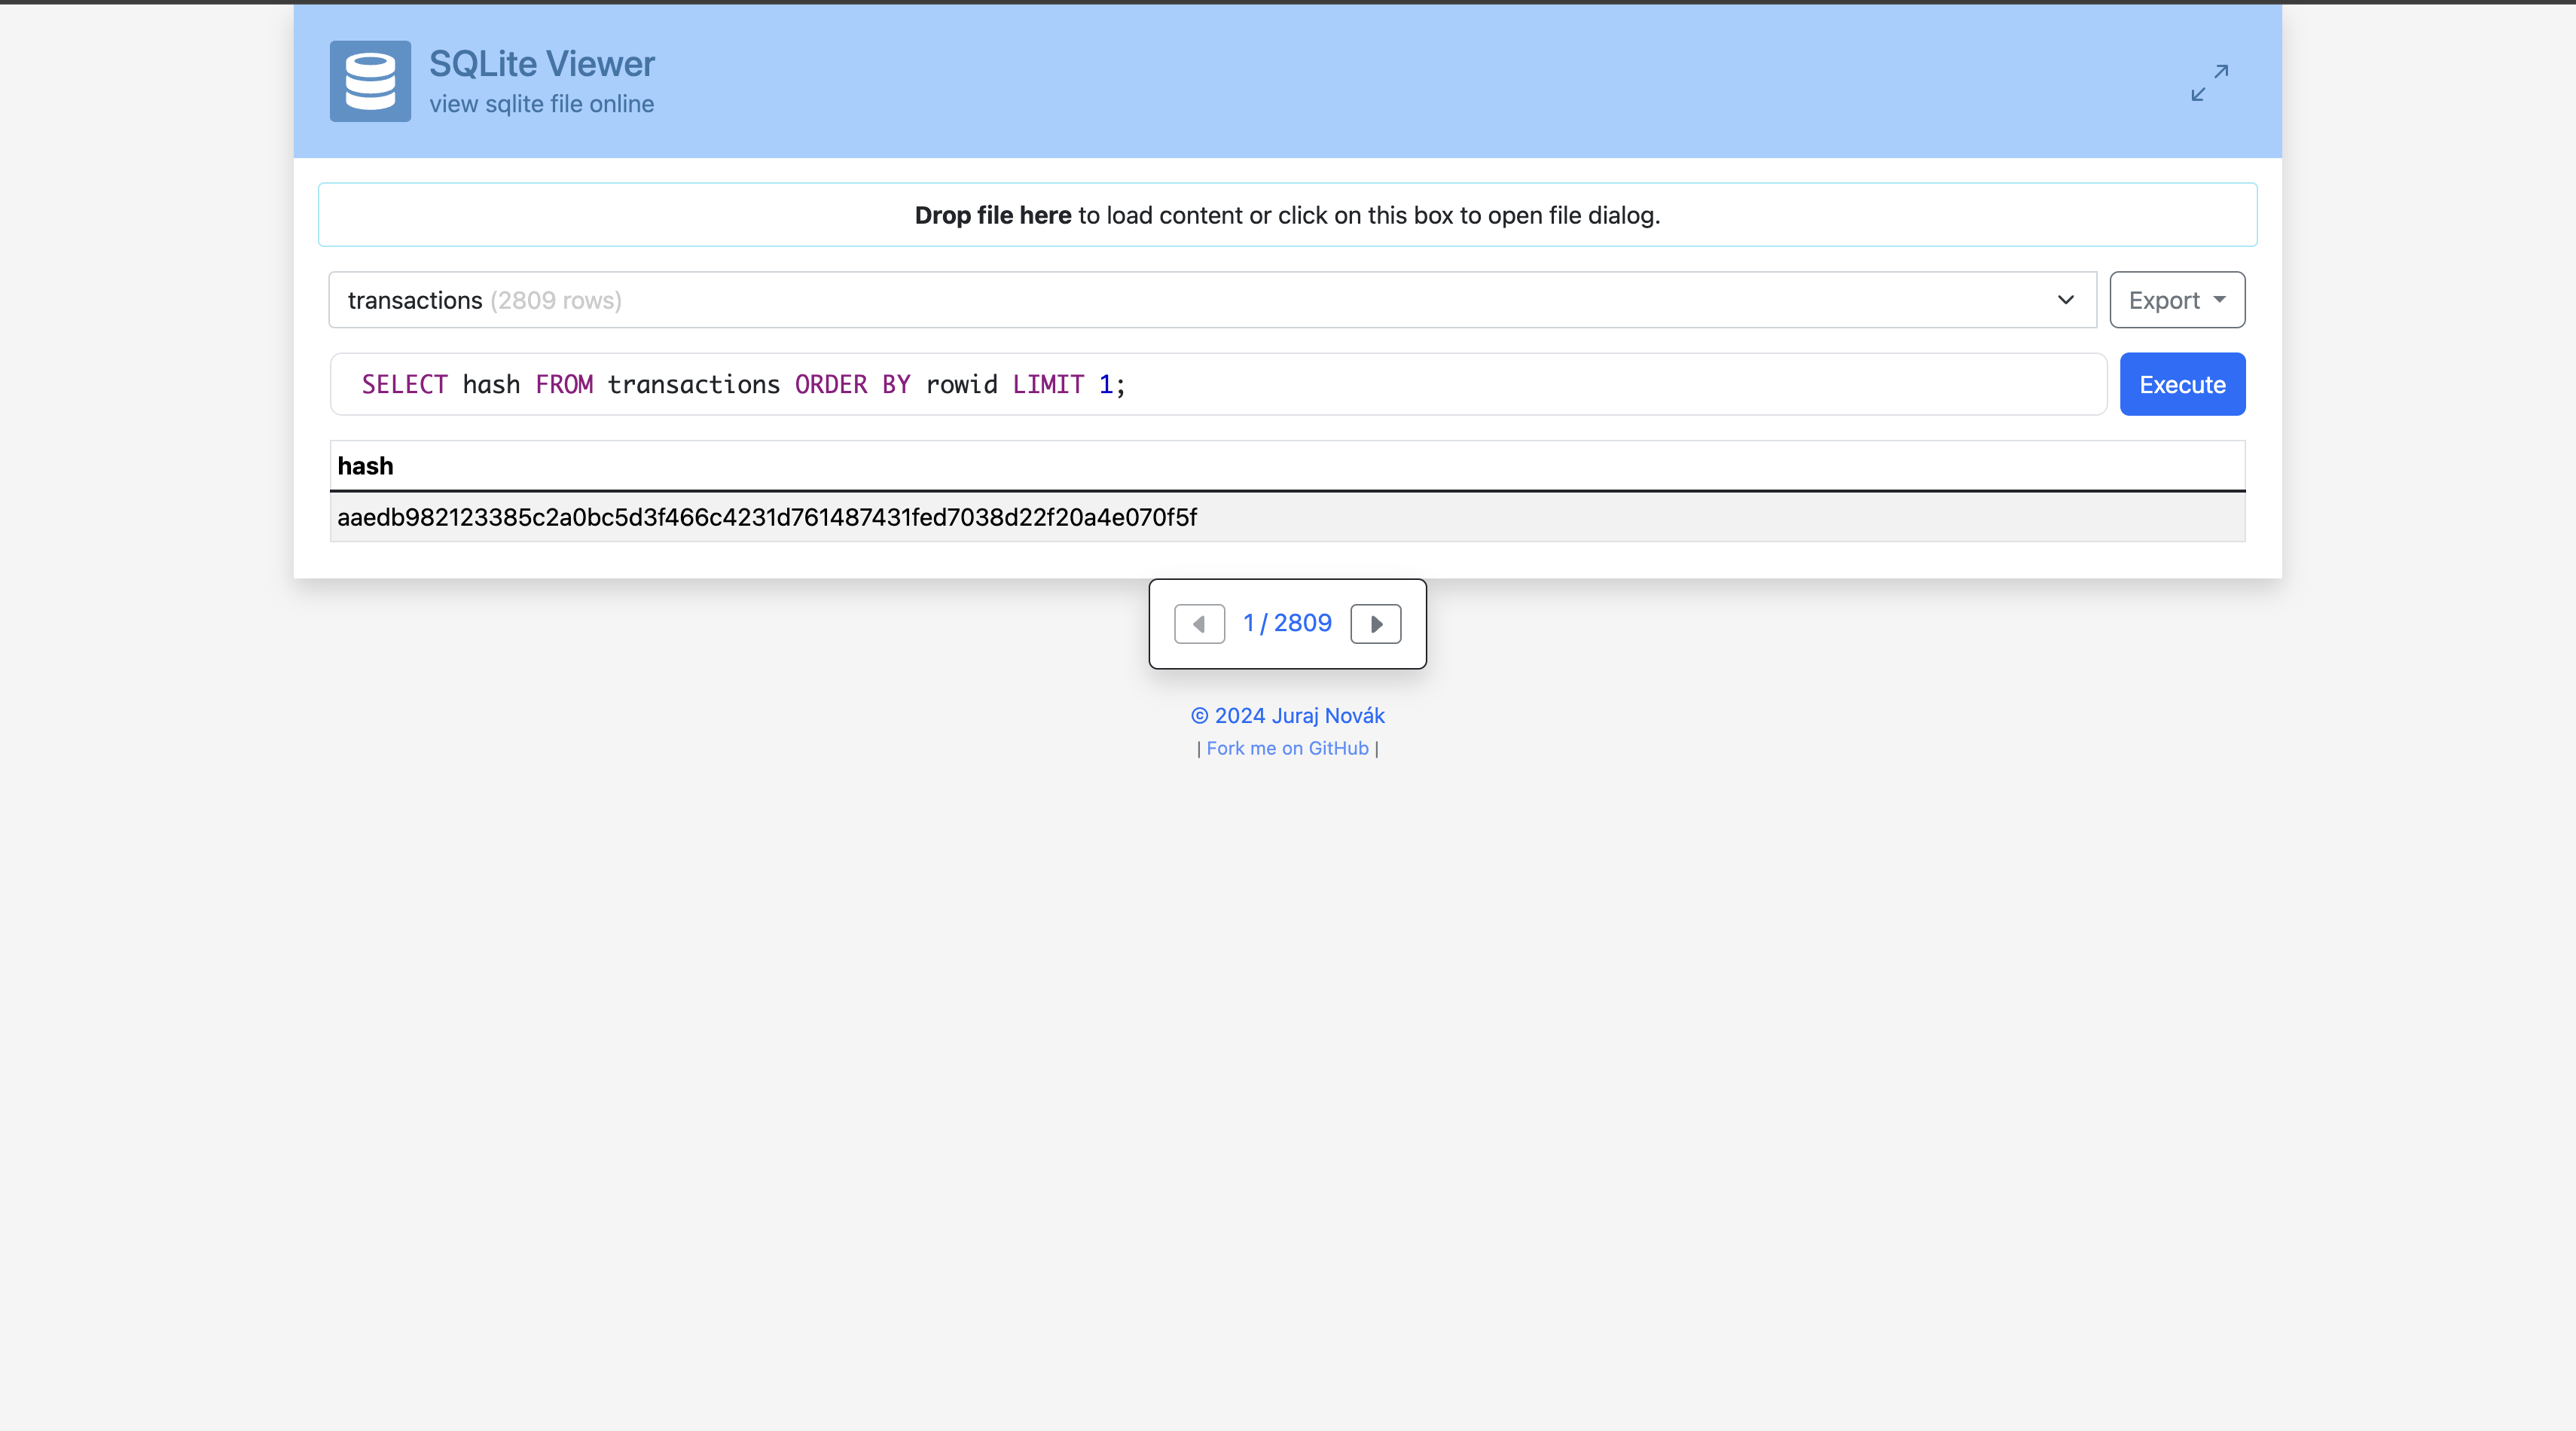 SQLite Viewer
view sqlite file online
Drop file here to load content or click on this box to open file dialog.
transactions (2809 rows)
Export
SELECT hash FROM transactions ORDER BY rowid LIMIT 1;
Execute
hash
aaedb982123385c2a0bc5d3f466c4231d761487431fed7038d22f20a4e070f5f
1 / 2809
© 2024 Juraj Novák
| Fork me on GitHub |